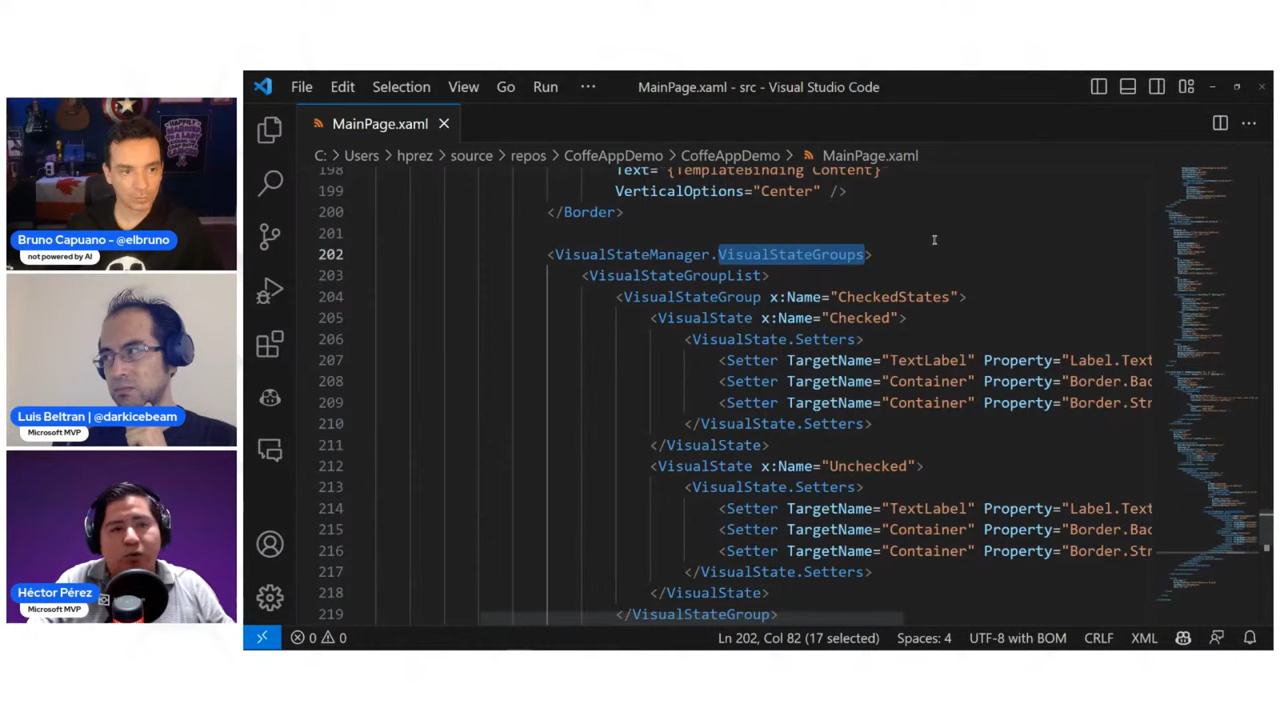 File Edit Selection View Go Run ··· MainPage.xaml - src - Visual Studio Code
MainPage.xaml
C: > Users > hprez > source > repos > CoffeAppDemo > CoffeAppDemo > MainPage.xaml
198 Text="{TemplateBinding Content}"
199 VerticalOptions="Center" />
200 </Border>
201
202 <VisualStateManager.VisualStateGroups>
203 <VisualStateGroupList>
204 <VisualStateGroup x:Name="CheckedStates">
205 <VisualState x:Name="Checked">
206 <VisualState.Setters>
207 <Setter TargetName="TextLabel" Property="Label.Text
208 <Setter TargetName="Container" Property="Border.Bac
209 <Setter TargetName="Container" Property="Border.Str
210 </VisualState.Setters>
211 </VisualState>
212 <VisualState x:Name="Unchecked">
213 <VisualState.Setters>
214 <Setter TargetName="TextLabel" Property="Label.Text
215 <Setter TargetName="Container" Property="Border.Bac
216 <Setter TargetName="Container" Property="Border.Str
217 </VisualState.Setters>
218 </VisualState>
219 </VisualStateGroup>
0 0 Ln 202, Col 82 (17 selected) Spaces: 4 UTF-8 with BOM CRLF XML
Bruno Capuano - @elbruno
not powered by AI
Luis Beltran | @darkicebeam
Microsoft MVP
Héctor Pérez
Microsoft MVP